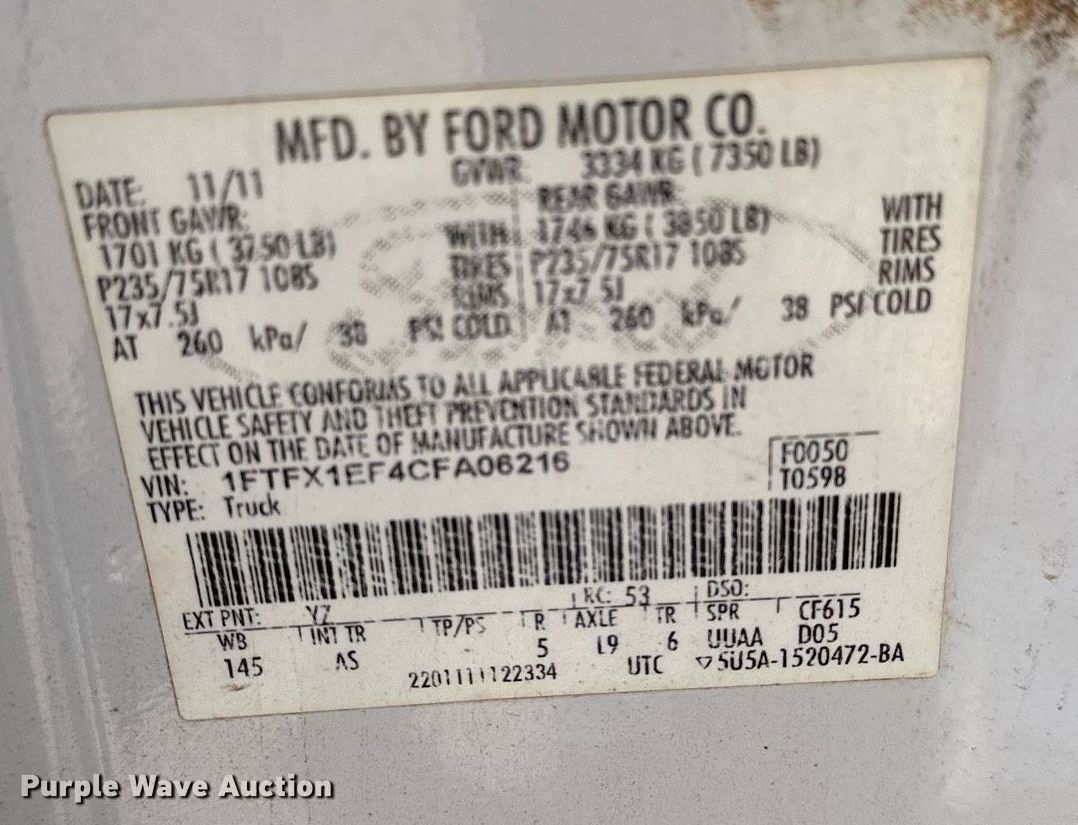 MFD. BY FORD MOTOR CO.
DATE: 11/11 GVWR: 3334 KG ( 7350 LB)
FRONT GAWR: REAR GAWR:
1701 KG ( 3750 LB) WITH 1746 KG ( 3850 LB) WITH
P235/75R17 108S TIRES P235/75R17 108S TIRES
17x7.5J RIMS 17x7.5J RIMS
AT 260 kPa/ 38 PSI COLD AT 260 kPa/ 38 PSI COLD
THIS VEHICLE CONFORMS TO ALL APPLICABLE FEDERAL MOTOR
VEHICLE SAFETY AND THEFT PREVENTION STANDARDS IN
EFFECT ON THE DATE OF MANUFACTURE SHOWN ABOVE.
VIN: 1FTFX1EF4CFA06216 F0050
TYPE: Truck T0598
EXT PNT: YZ RC: 53 DSO:
WB INT TR TP/PS R AXLE TR SPR CF615
145 AS 5 L9 6 UUAA D05
2201111122334 UTC ▽5U5A-1520472-BA
Purple Wave Auction